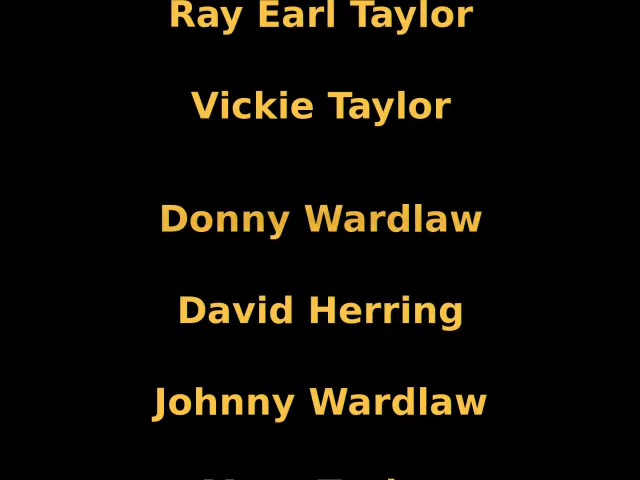 Ray Earl Taylor
Vickie Taylor
Donny Wardlaw
David Herring
Johnny Wardlaw